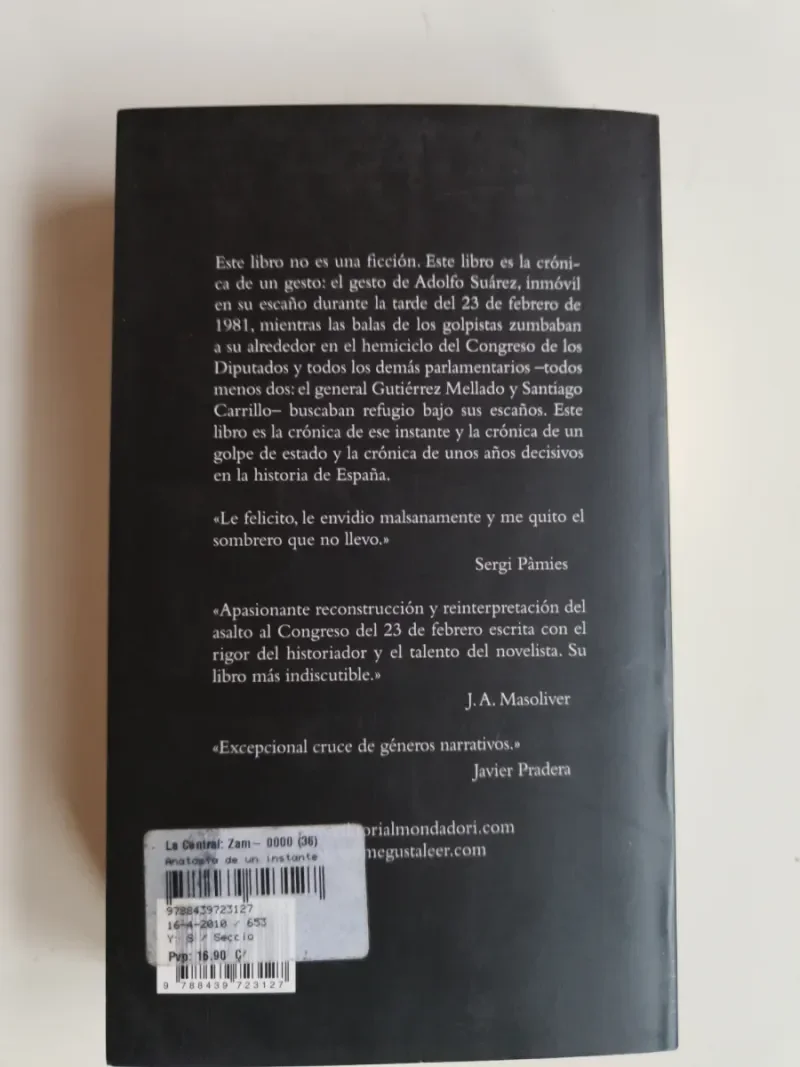 Este libro no es una ficción. Este libro es la cróni-
ca de un gesto: el gesto de Adolfo Suárez, inmóvil
en su escaño durante la tarde del 23 de febrero de
1981, mientras las balas de los golpistas zumbaban
a su alrededor en el hemiciclo del Congreso de los
Diputados y todos los demás parlamentarios –todos
menos dos: el general Gutiérrez Mellado y Santiago
Carrillo– buscaban refugio bajo sus escaños. Este
libro es la crónica de ese instante y la crónica de un
golpe de estado y la crónica de unos años decisivos
en la historia de España.
«Le felicito, le envidio malsanamente y me quito el
sombrero que no llevo.»
Sergi Pâmies
«Apasionante reconstrucción y reinterpretación del
asalto al Congreso del 23 de febrero escrita con el
rigor del historiador y el talento del novelista. Su
libro más indiscutible.»
J. A. Masoliver
«Excepcional cruce de géneros narrativos.»
Javier Pradera
orialmondadori.com
megustaleer.com
La Central: Zam– 0000 (36)
Anatomía de un instante
9788439723127
16-4-2010 / 653
Y: S / Seccio
Pvp: 16,90 €/
9 788439 723127